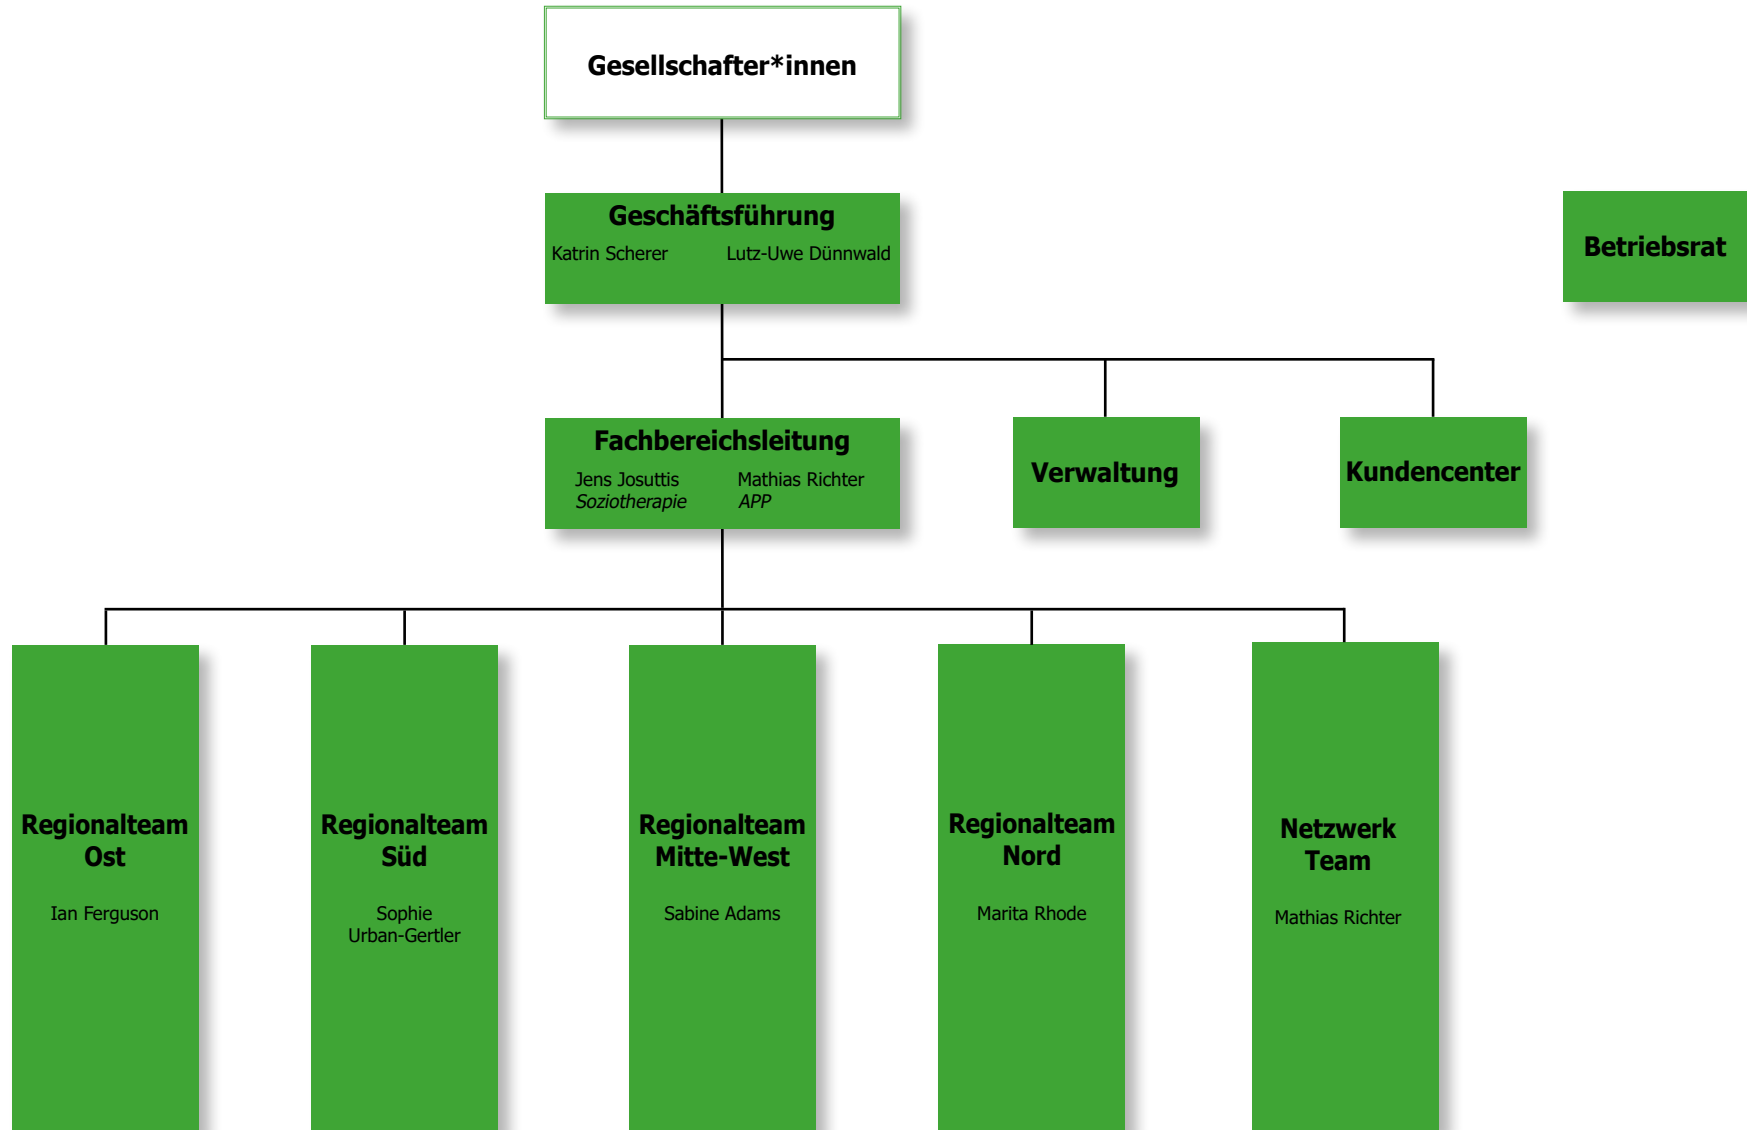 Gesellschafter*innen
Geschäftsführung
Katrin Scherer
Lutz-Uwe Dünnwald
Betriebsrat
Fachbereichsleitung
Jens Josuttis
Soziotherapie
Mathias Richter
APP
Verwaltung
Kundencenter
Regionalteam
Ost
Ian Ferguson
Regionalteam
Süd
Sophie
Urban-Gertler
Regionalteam
Mitte-West
Sabine Adams
Regionalteam
Nord
Marita Rhode
Netzwerk
Team
Mathias Richter